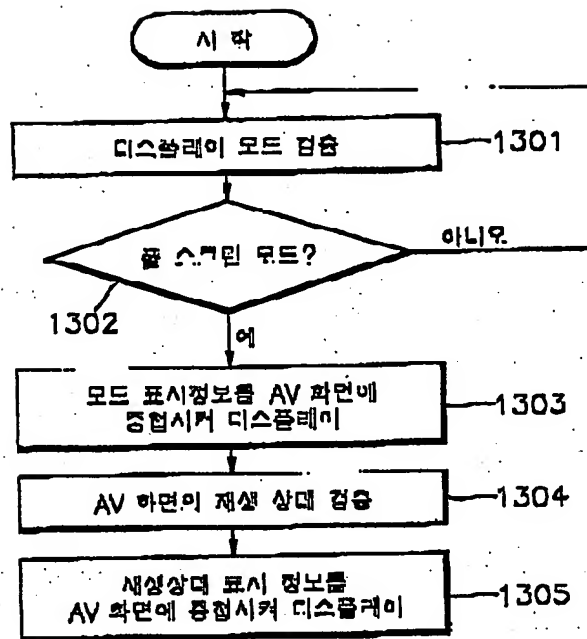 시 작
디스플레이 모드 검출
1301
풀 스크린 모드?
아니오
1302
예
모드 표시정보를 AV 화면에
중첩시켜 디스플레이
1303
AV 화면의 재생 상태 검출
1304
재생상태 표시 정보를
AV 화면에 중첩시켜 디스플레이
1305